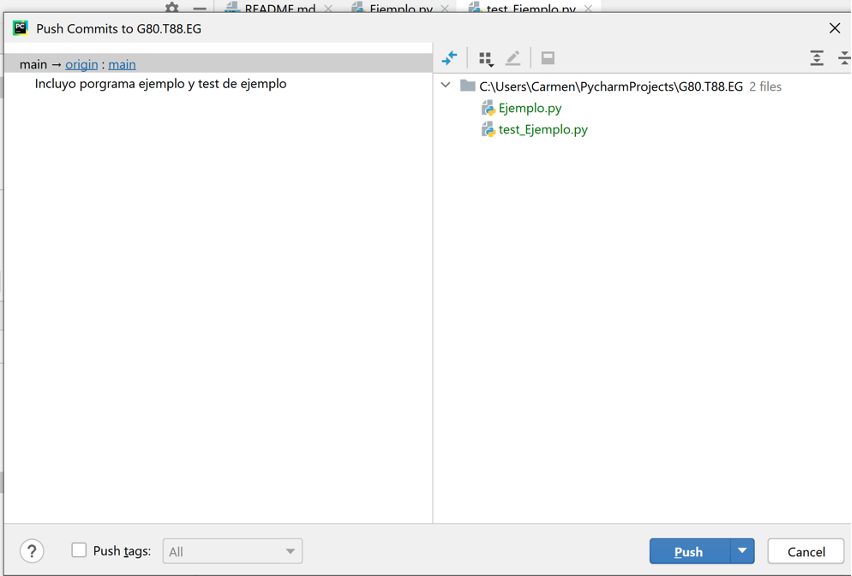 README.md Ejemplo.py test_Ejemplo.py
PC Push Commits to G80.T88.EG
main → origin : main
Incluyo porgrama ejemplo y test de ejemplo
C:\Users\Carmen\PycharmProjects\G80.T88.EG 2 files
Ejemplo.py
test_Ejemplo.py
? Push tags: All Push Cancel